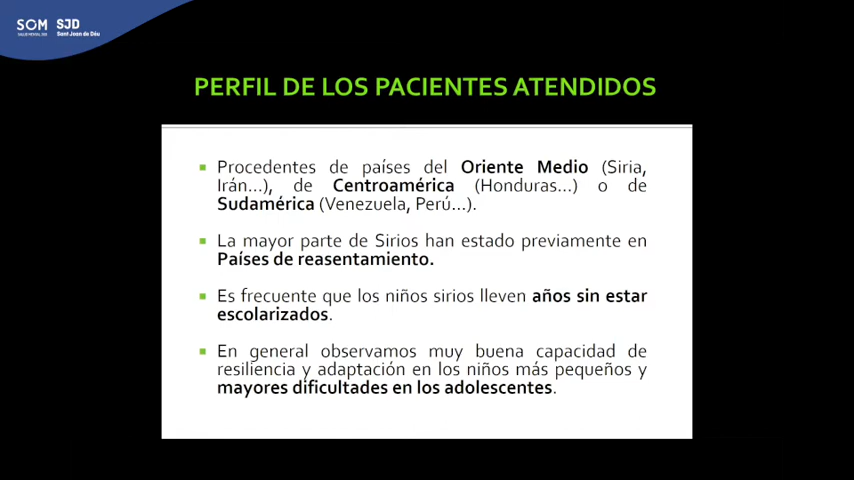 SOM
SALUD MENTAL 360
SJD
Sant Joan de Déu
PERFIL DE LOS PACIENTES ATENDIDOS
Procedentes de países del Oriente Medio (Siria,
Irán...), de Centroamérica (Honduras...) o de
Sudamérica (Venezuela, Perú...).
La mayor parte de Sirios han estado previamente en
Países de reasentamiento.
Es frecuente que los niños sirios lleven años sin estar
escolarizados.
En general observamos muy buena capacidad de
resiliencia y adaptación en los niños más pequeños y
mayores dificultades en los adolescentes.